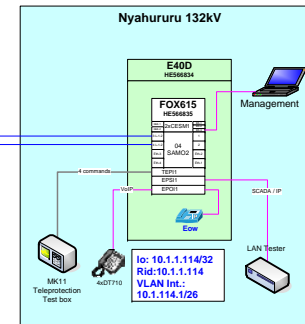 Nyahururu 132kV
E40D
HE566834
FOX615
HE566835
2xCESM1
Management
04
SAMO2
4 commands
TEPI1
EPSI1
VoIP
EPOI1
SCADA / IP
Eow
MK11
Teleprotection
Test box
4xDT710
Io: 10.1.1.114/32
Rid:10.1.1.114
VLAN Int.:
10.1.114.1/26
LAN Tester